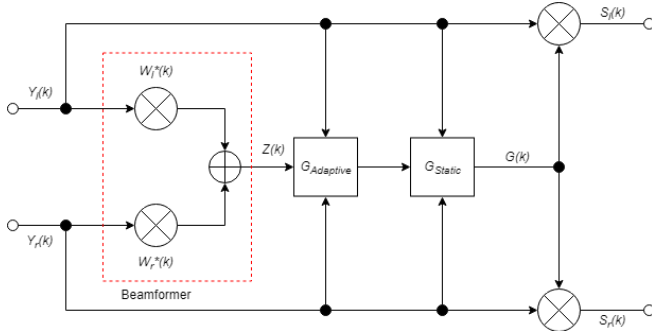 S_l(k)
W_l*(k)
Y_l(k)
Z(k)
G_Adaptive
G_Static
G(k)
Y_r(k)
W_r*(k)
Beamformer
S_r(k)